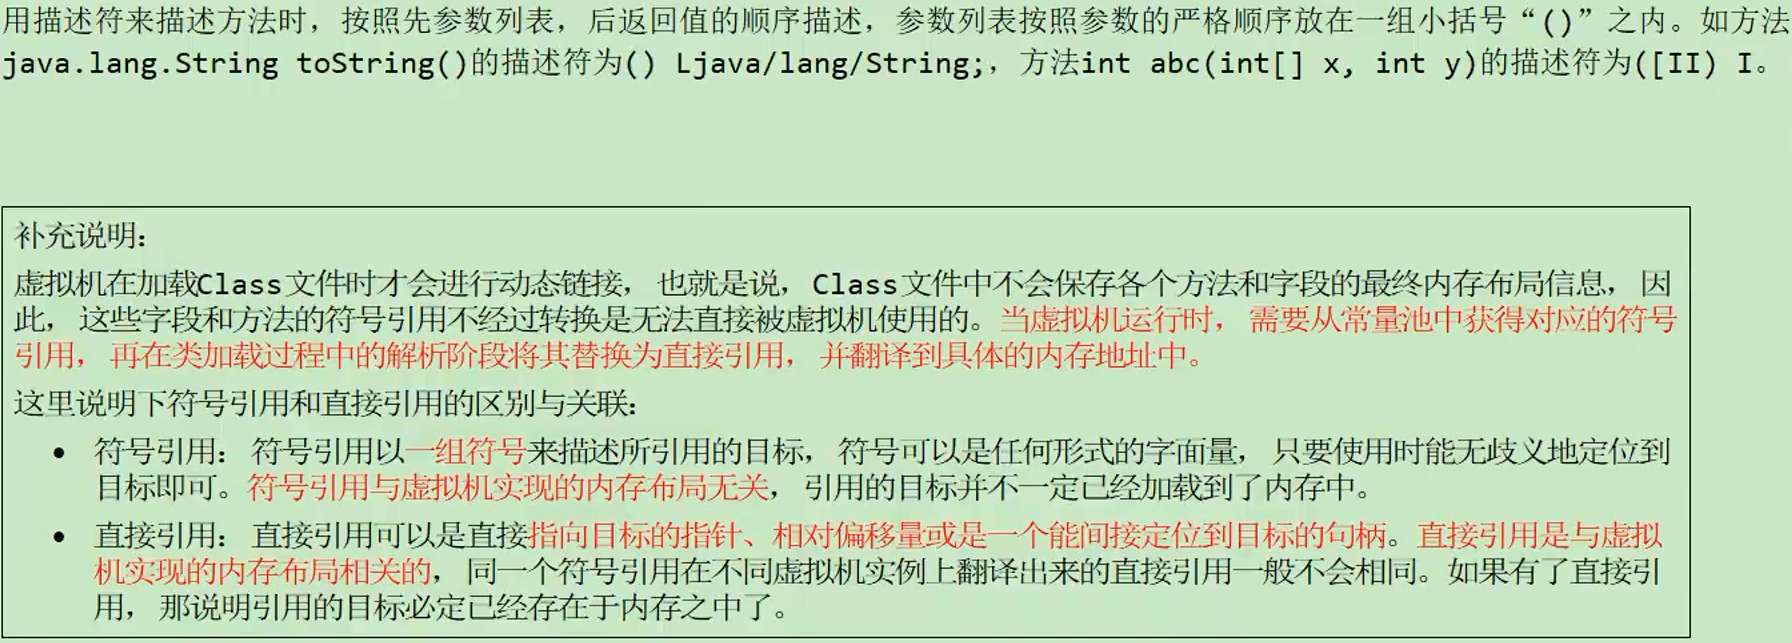 用描述符来描述方法时，按照先参数列表，后返回值的顺序描述，参数列表按照参数的严格顺序放在一组小括号“()”之内。如方法
java.lang.String toString()的描述符为() Ljava/lang/String;，方法int abc(int[] x, int y)的描述符为([II) I。
补充说明：
虚拟机在加载Class文件时才会进行动态链接，也就是说，Class文件中不会保存各个方法和字段的最终内存布局信息，因
此，这些字段和方法的符号引用不经过转换是无法直接被虚拟机使用的。当虚拟机运行时，需要从常量池中获得对应的符号
引用，再在类加载过程中的解析阶段将其替换为直接引用，并翻译到具体的内存地址中。
这里说明下符号引用和直接引用的区别与关联：
• 符号引用：符号引用以一组符号来描述所引用的目标，符号可以是任何形式的字面量，只要使用时能无歧义地定位到
目标即可。符号引用与虚拟机实现的内存布局无关，引用的目标并不一定已经加载到了内存中。
• 直接引用：直接引用可以是直接指向目标的指针、相对偏移量或是一个能间接定位到目标的句柄。直接引用是与虚拟
机实现的内存布局相关的，同一个符号引用在不同虚拟机实例上翻译出来的直接引用一般不会相同。如果有了直接引
用，那说明引用的目标必定已经存在于内存之中了。